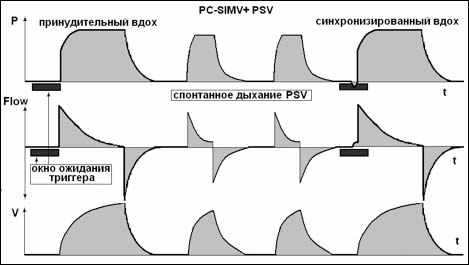 PC-SIMV+ PSV
P
принудительный вдох
синхронизированный вдох
t
Flow
спонтанное дыхание PSV
окно ожидания
триггера
t
V
t